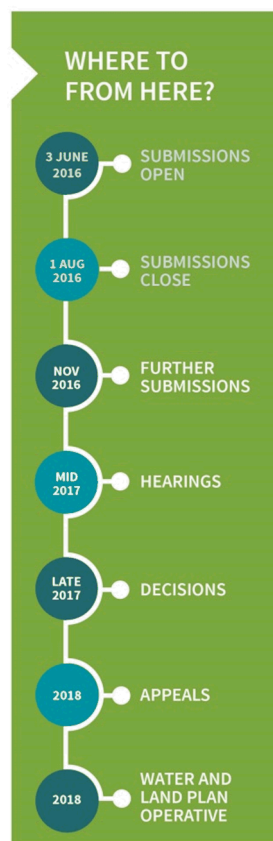 WHERE TO
FROM HERE?
3 JUNE
2016
SUBMISSIONS
OPEN
1 AUG
2016
SUBMISSIONS
CLOSE
NOV
2016
FURTHER
SUBMISSIONS
MID
2017
HEARINGS
LATE
2017
DECISIONS
2018
APPEALS
2018
WATER AND
LAND PLAN
OPERATIVE